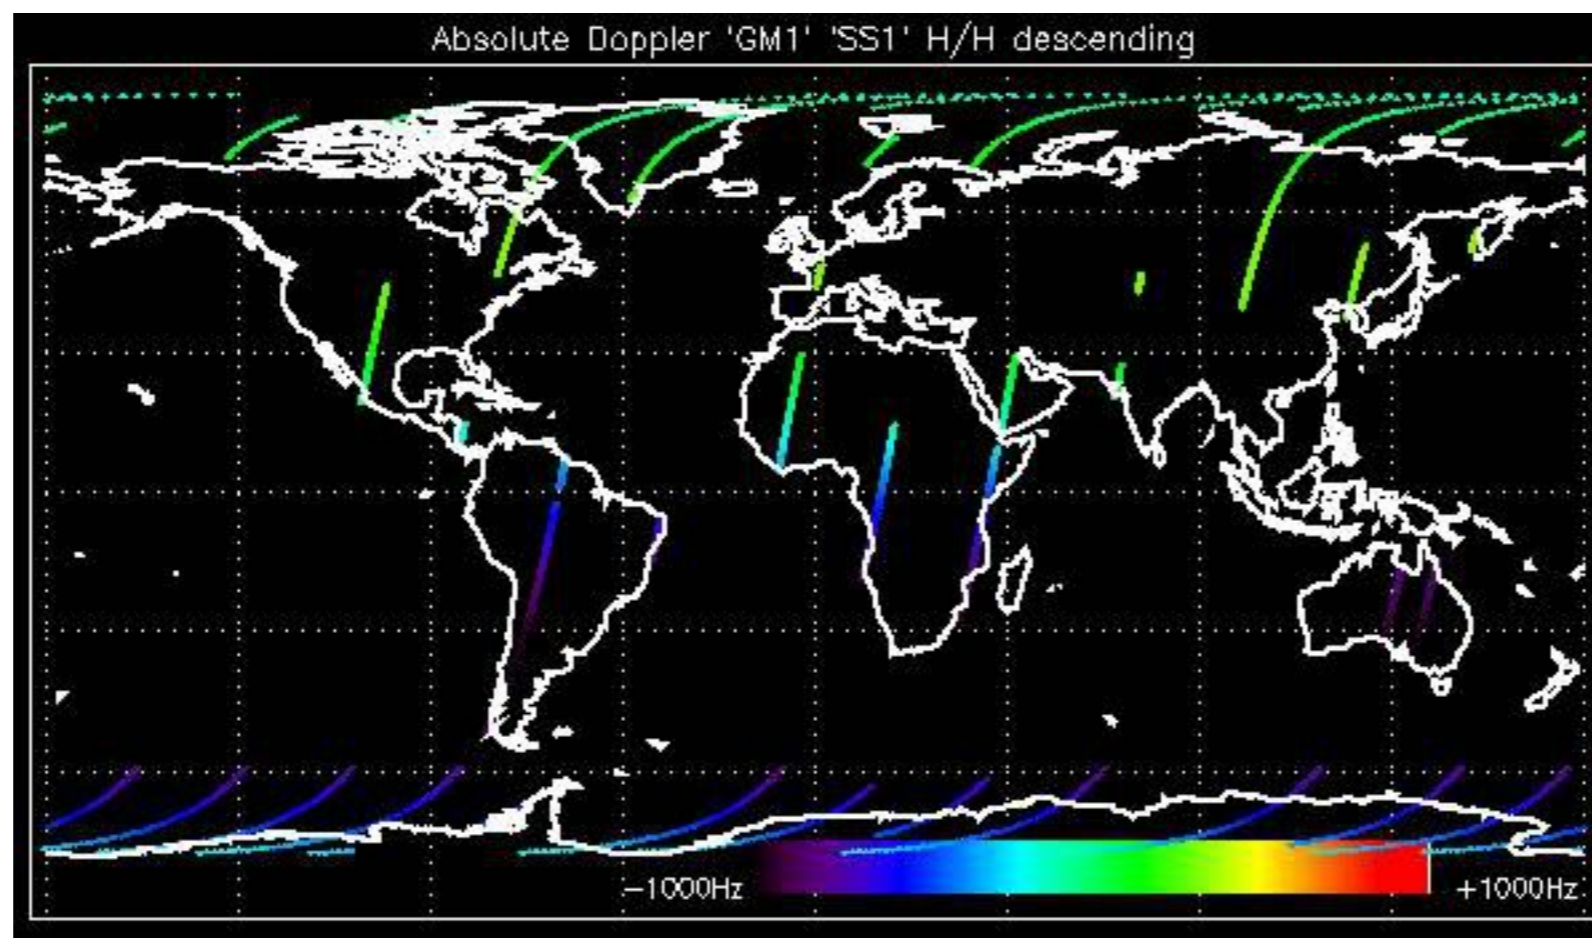 Absolute Doppler 'GM1' 'SS1' H/H descending
-1000Hz
+1000Hz